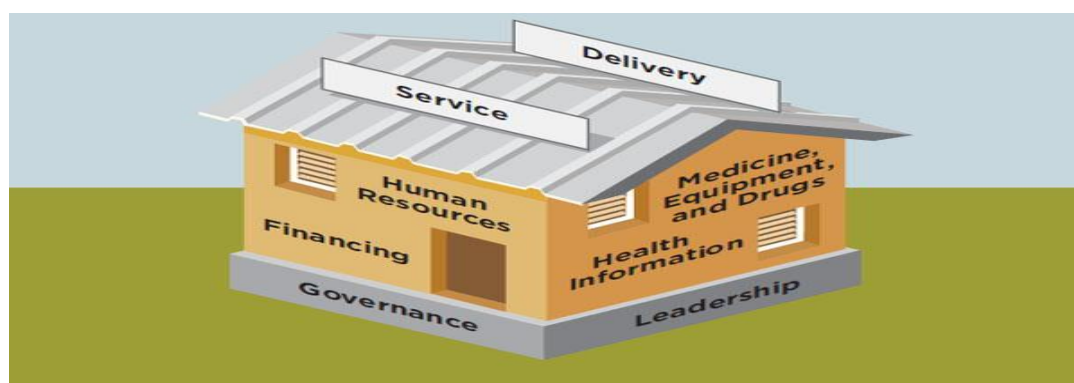 Delivery
Service
Human
Resources
Financing
Medicine,
Equipment,
and Drugs
Health
Information
Governance
Leadership